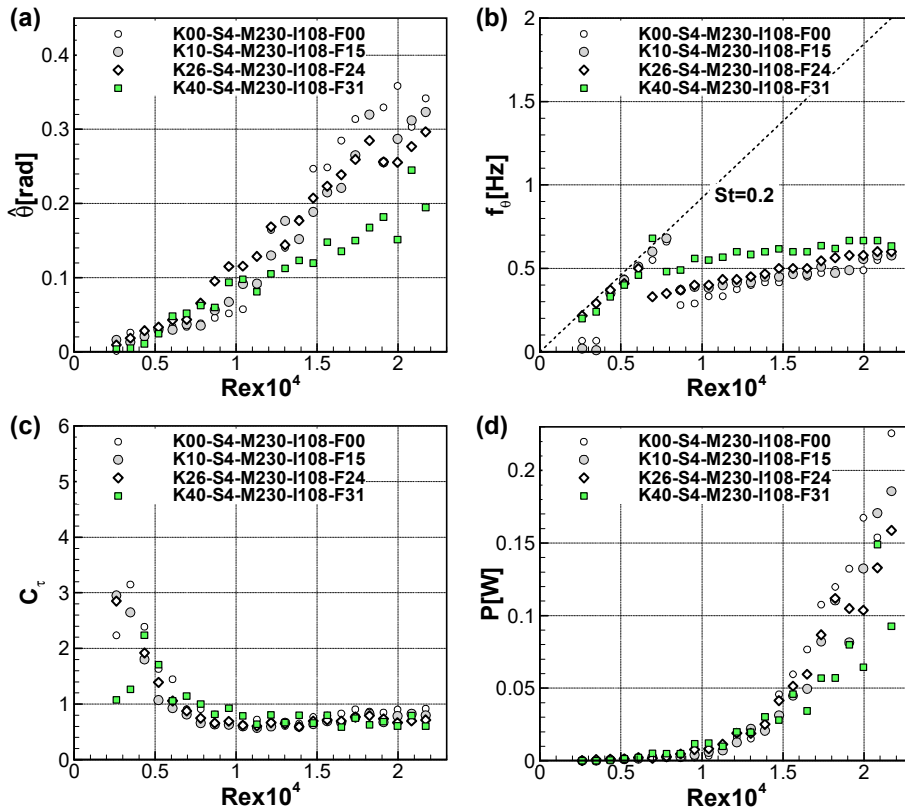 (a)
K00-S4-M230-I108-F00
K10-S4-M230-I108-F15
K26-S4-M230-I108-F24
K40-S4-M230-I108-F31
θ̂[rad]
0.4
0.3
0.2
0.1
0
0 0.5 1 1.5 2
Rex10⁴
(b)
K00-S4-M230-I108-F00
K10-S4-M230-I108-F15
K26-S4-M230-I108-F24
K40-S4-M230-I108-F31
St=0.2
f_θ[Hz]
2
1.5
1
0.5
0
0 0.5 1 1.5 2
Rex10⁴
(c)
K00-S4-M230-I108-F00
K10-S4-M230-I108-F15
K26-S4-M230-I108-F24
K40-S4-M230-I108-F31
C_τ
6
5
4
3
2
1
0
0 0.5 1 1.5 2
Rex10⁴
(d)
K00-S4-M230-I108-F00
K10-S4-M230-I108-F15
K26-S4-M230-I108-F24
K40-S4-M230-I108-F31
P[W]
0.2
0.15
0.1
0.05
0
0 0.5 1 1.5 2
Rex10⁴